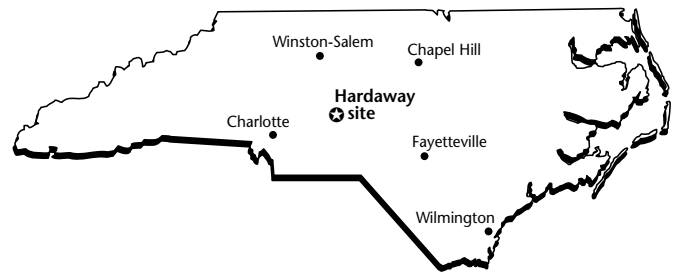 Winston-Salem
Chapel Hill
Hardaway
site
Charlotte
Fayetteville
Wilmington